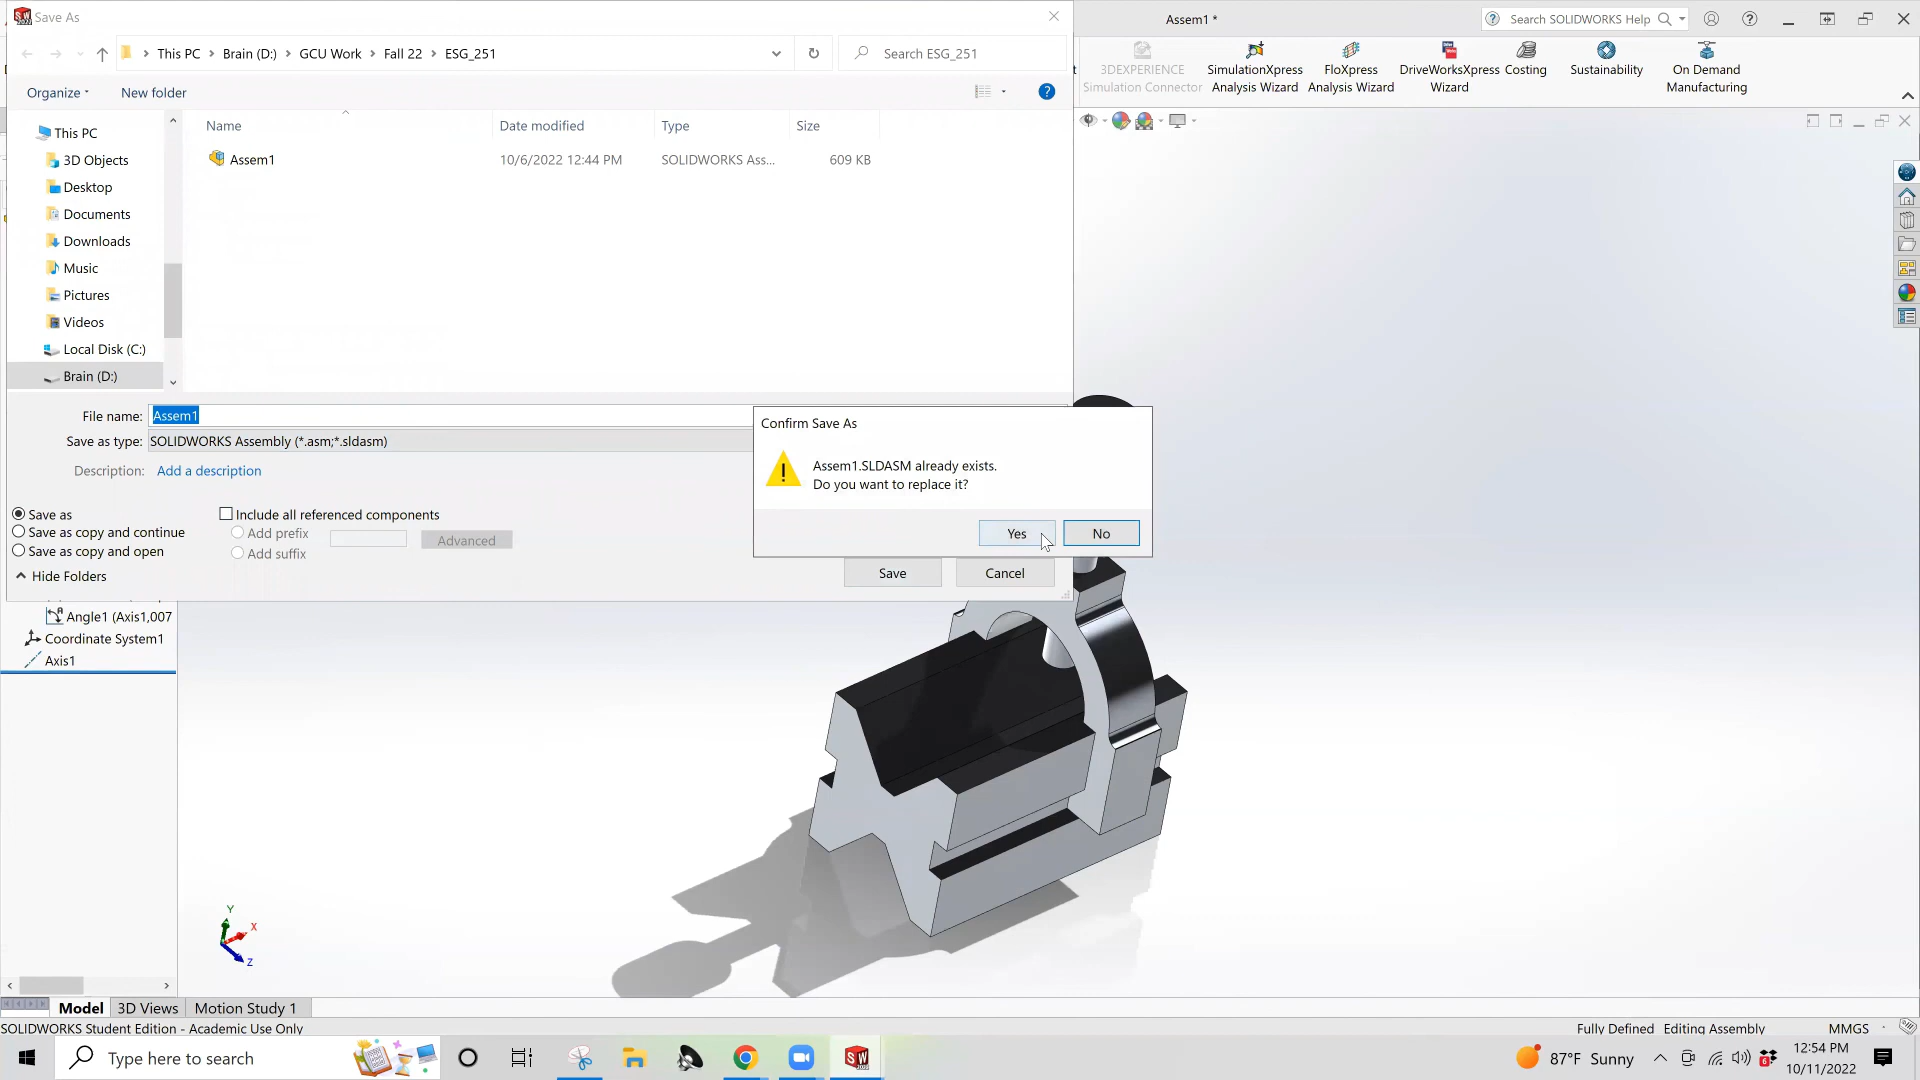 Save As
Assem1 *
Search SOLIDWORKS Help
This PC
Brain (D:)
GCU Work
Fall 22
ESG_251
Search ESG_251
3DEXPERIENCE
Simulation Connector
SimulationXpress
Analysis Wizard
FloXpress
Analysis Wizard
DriveWorksXpress
Wizard
Costing
Sustainability
On Demand
Manufacturing
Organize
New folder
This PC
3D Objects
Desktop
Documents
Downloads
Music
Pictures
Videos
Local Disk (C:)
Brain (D:)
Name
Date modified
Type
Size
Assem1
10/6/2022 12:44 PM
SOLIDWORKS Ass...
609 KB
File name:
Assem1
Save as type:
SOLIDWORKS Assembly (*.asm;*.sldasm)
Description:
Add a description
Save as
Save as copy and continue
Save as copy and open
Include all referenced components
Add prefix
Add suffix
Advanced
Hide Folders
Confirm Save As
Assem1.SLDASM already exists.
Do you want to replace it?
Yes
No
Save
Cancel
Angle1 (Axis1,007
Coordinate System1
Axis1
Y
X
Z
Model
3D Views
Motion Study 1
SOLIDWORKS Student Edition - Academic Use Only
Fully Defined
Editing Assembly
MMGS
Type here to search
87°F Sunny
12:54 PM
10/11/2022